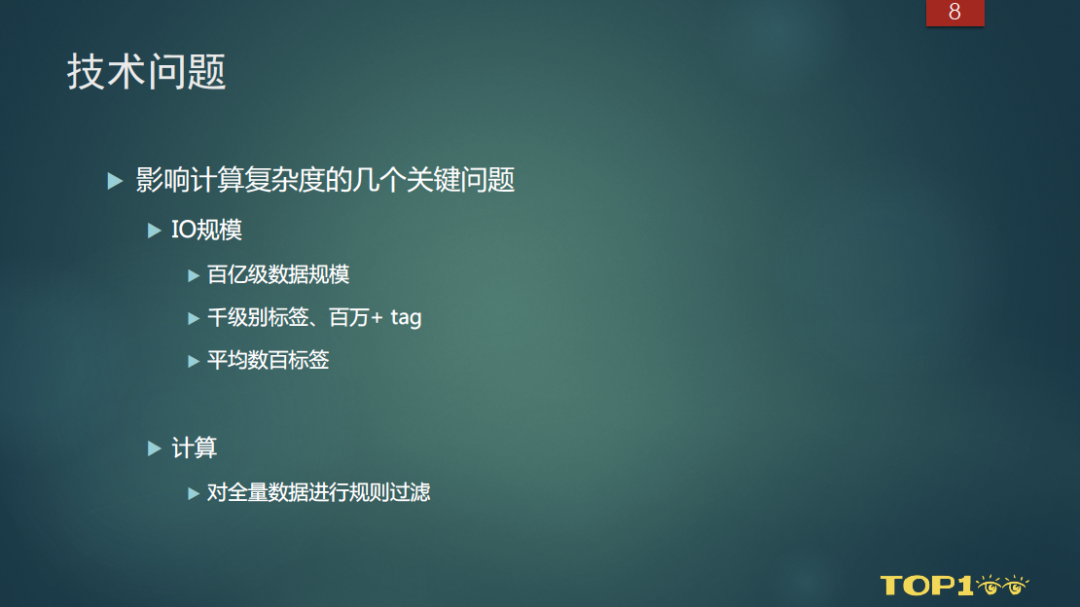 8
技术问题
影响计算复杂度的几个关键问题
IO规模
百亿级数据规模
千级别标签、百万+ tag
平均数百标签
计算
对全量数据进行规则过滤
TOP100